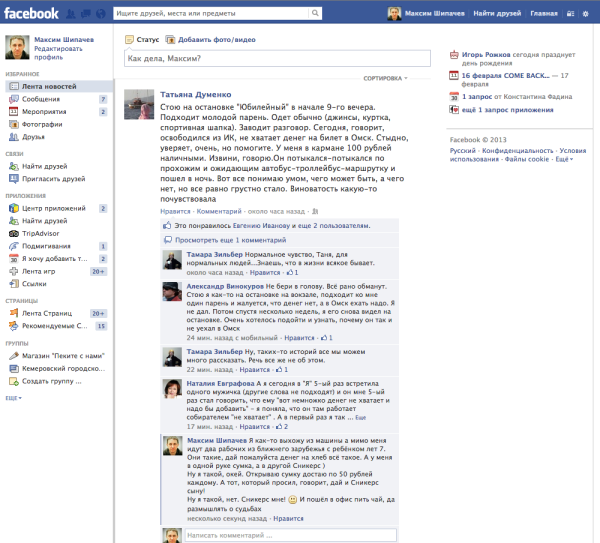 facebook
Ищите друзей, места или предметы
Максим Шипачев
Найти друзей
Главная
Максим Шипачев
Редактировать
профиль
ИЗБРАННОЕ
Лента новостей
Сообщения 7
Мероприятия 2
Фотографии
Друзья
СВЯЗИ
Найти друзей
Пригласить друзей
ПРИЛОЖЕНИЯ
Центр приложений 2
Найти друзей
TripAdvisor
Подмигивания 1
Я хочу добавить т... 2
Лента игр 20+
Ссылки
СТРАНИЦЫ
Лента Страниц 20+
Рекомендуемые С... 15
ГРУППЫ
Магазин "Пеките с нами"
Кемеровский городско...
Создать группу ...
ЕЩЕ
Статус Добавить фото/видео
Как дела, Максим?
СОРТИРОВКА
Татьяна Думенко
Стою на остановке "Юбилейный" в начале 9-го вечера.
Подходит молодой парень. Одет обычно (джинсы, куртка,
спортивная шапка). Заводит разговор. Сегодня, говорит,
освободился из ИК, не хватает денег на билет в Омск. Стыдно,
уверяет, очень, но помогите. У меня в кармане 100 рублей
наличными. Извини, говорю.Он потыкался-потыкался по
прохожим и ожидающим автобус-троллейбус-маршрутку и
пошел в ночь. Вот все понимаю умом, чего может быть, а чего
нет, но все равно грустно стало. Виноватость какую-то
почувствовала
Нравится · Комментарий · около часа назад ·
Это понравилось Евгению Иванову и еще 2 пользователям.
Просмотреть еще 1 комментарий
Тамара Зильбер Нормальное чувство, Таня, для
нормальных людей...Знаешь, что в жизни всякое бывает.
около часа назад · Нравится · 1
Александр Винокуров Не бери в голову. Всё рано обманут.
Стою я как-то на остановке на вокзале, подходит ко мне
один парень и жалуется, что денег нет, а в Омск ехать надо. Я
не дал. Потом спустя несколько недель, я его снова видел на
остановке. Очень хотелось подойти и узнать, почему он так и
не уехал в Омск
24 мин. назад с мобильный · Нравится · 1
Тамара Зильбер Ну, таких-то историй все мы можем
много рассказать. Речь все же не об этом.
22 мин. назад · Нравится · 1
Наталия Евграфова А я сегодня в "Я" 5-ый раз встретила
одного мужичка (другие слова не подходят) и он мне 5-ый
раз стал говорить, что ему "вот немножко денег не хватает и
надо бы добавить" - я поняла, что он там работает
собирателем "не хватает" . А в первый раз я так ... Еще
17 мин. назад · Нравится · 2
Максим Шипачев Я как-то выхожу из машины а мимо меня
идут два рабочих из ближнего зарубежья с ребёнком лет 7.
Они такие, дай пожалуйста денег на хлеб всё такое. А у меня
в одной руке сумка, а в другой Сникерс )
Ну я такой, окей. Открываю сумку достаю по 50 рублей
каждому. А тот, который просил, говорит, дай и Сникерс
сыну!
Ну я такой, нет. Сникерс мне! И пошёл в офис пить чай, да
размышлять о судьбах
несколько секунд назад · Нравится
Написать комментарий ...
Игорь Рожков сегодня празднует
день рождения
16 февраля COME BACK... — 17
февраля
1 запрос от Константина Фадина
ещё 1 запрос приложения
Facebook © 2013
Русский · Конфиденциальность · Условия
использования · Файлы cookie · Ещё